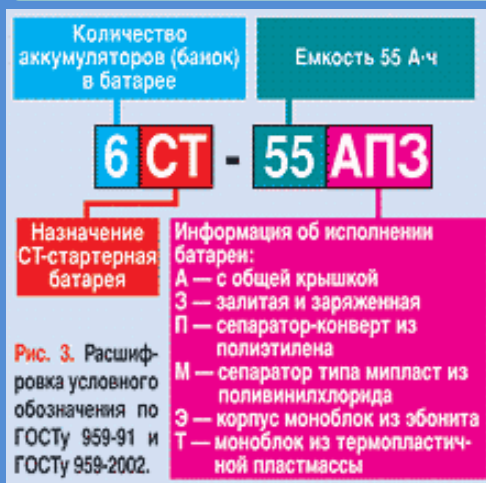 Количество
аккумуляторов (банок)
в батарее
Емкость 55 А·ч
6 СТ - 55 АПЗ
Назначение
СТ-стартерная
батарея
Информация об исполнении
батареи:
А — с общей крышкой
З — залитая и заряженная
П — сепаратор-конверт из
полиэтилена
М — сепаратор типа мипласт из
поливинилхлорида
Э — корпус моноблок из эбонита
Т — моноблок из термопластич-
ной пластмассы
Рис. 3. Расшиф-
ровка условного
обозначения по
ГОСТу 959-91 и
ГОСТу 959-2002.